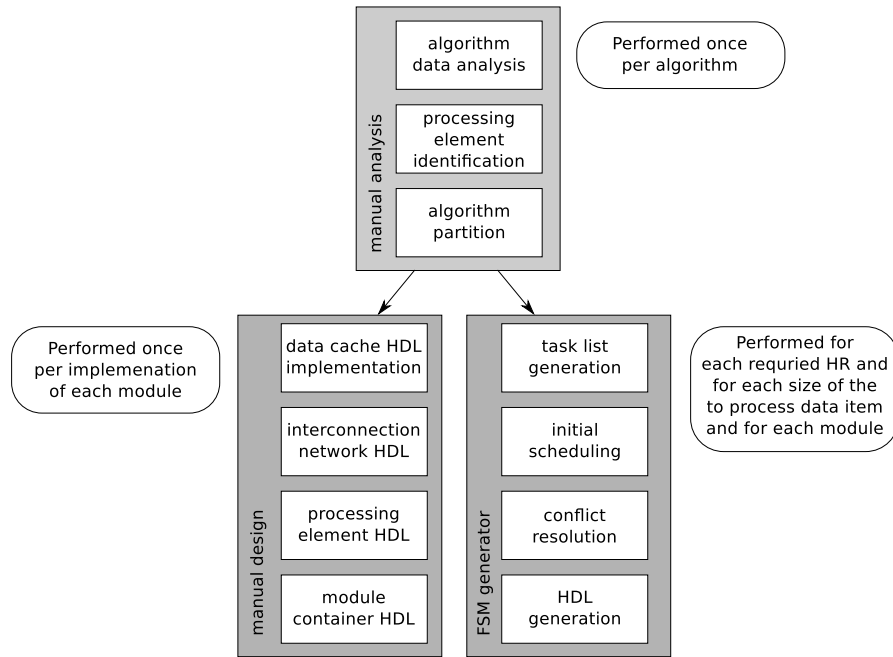 algorithm
data analysis
Performed once
per algorithm
processing
element
identification
algorithm
partition
manual analysis
Performed once
per implemenation
of each module
data cache HDL
implementation
interconnection
network HDL
processing
element HDL
module
container HDL
manual design
task list
generation
initial
scheduling
conflict
resolution
HDL
generation
FSM generator
Performed for
each requried HR and
for each size of the
to process data item
and for each module